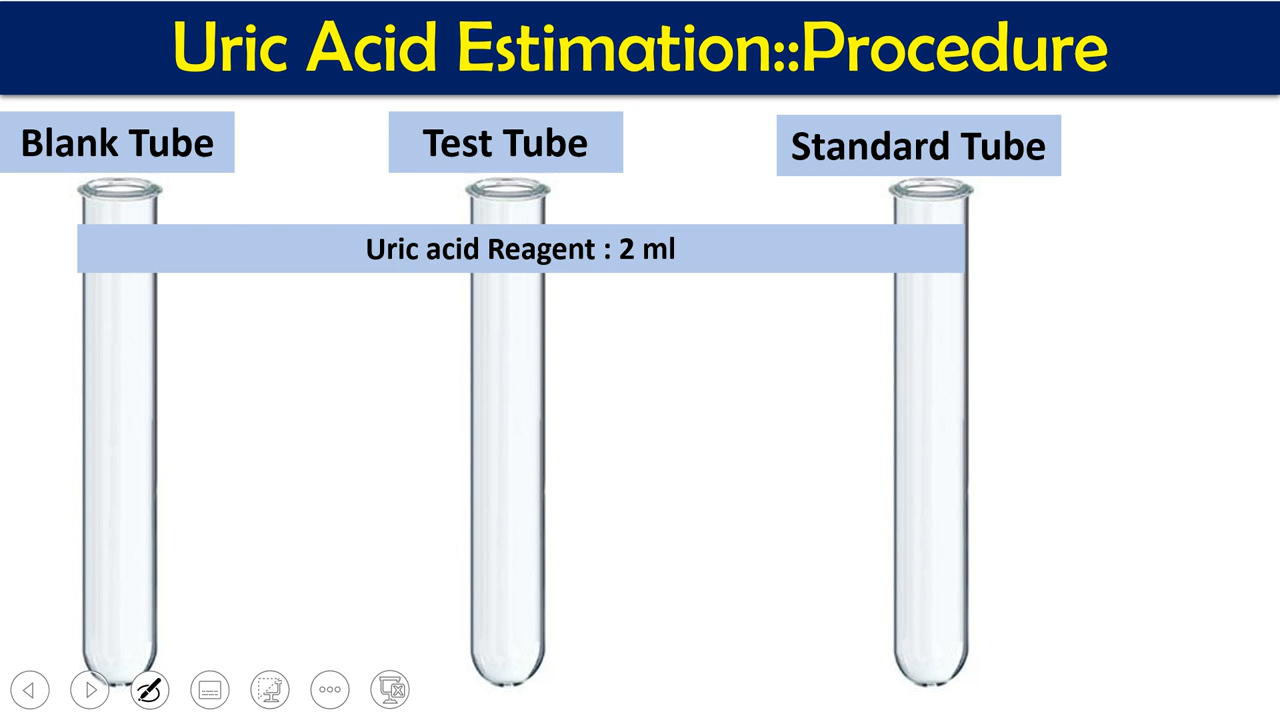 Uric Acid Estimation::Procedure
Blank Tube
Test Tube
Standard Tube
Uric acid Reagent : 2 ml